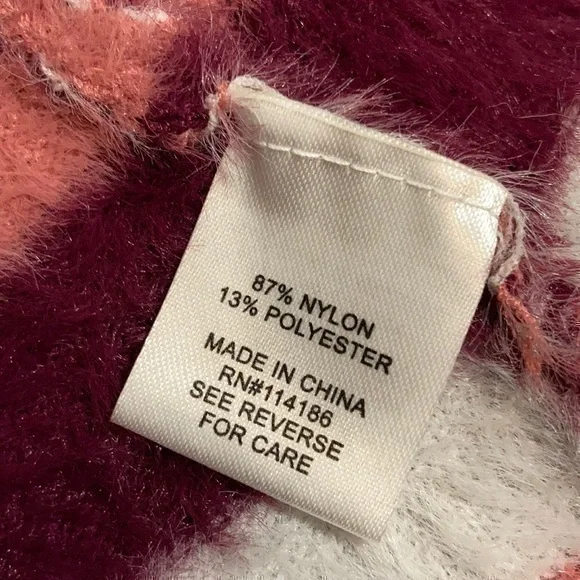 87% NYLON
13% POLYESTER
MADE IN CHINA
RN#114186
SEE REVERSE
FOR CARE